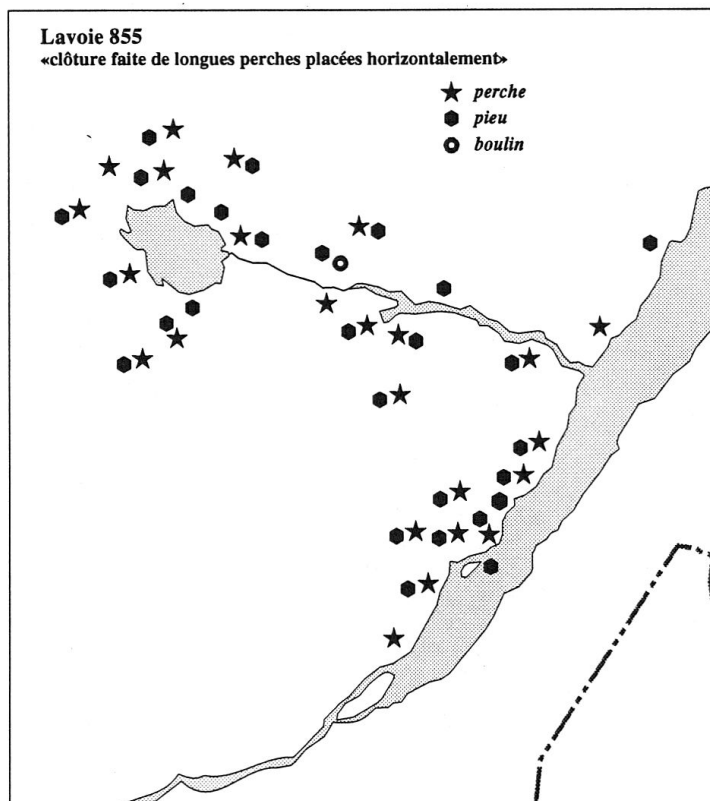 Lavoie 855
«clôture faite de longues perches placées horizontalement»
perche
pieu
boulin